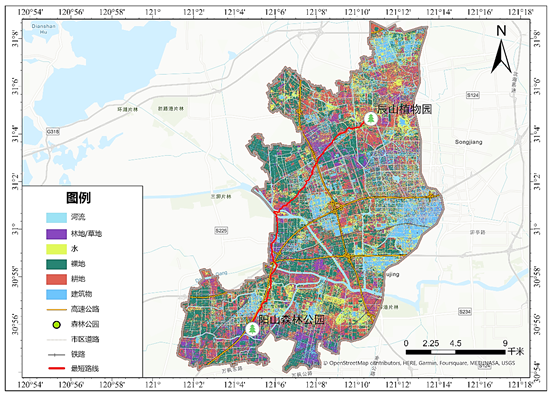 120°54' 120°56' 120°58' 121° 121°2' 121°4' 121°6' 121°8' 121°10' 121°12' 121°14' 121°16'
31°8'
31°6'
31°4'
31°2'
31°
30°58'
30°56'
30°54'
Dianshan
Hu
N
S124
G318
辰山植物园
Songjiang
S225
S234
阳山森林公园
图例
河流
林地/草地
水
裸地
耕地
建筑物
高速公路
森林公园
市区道路
铁路
最短路线
0 2.25 4.5 9
千米
© OpenStreetMap contributors, HERE, Garmin, Foursquare, METI/NASA, USGS
120°54' 120°56' 120°58' 121° 121°2' 121°4' 121°6' 121°8' 121°10' 121°12' 121°14' 121°16'